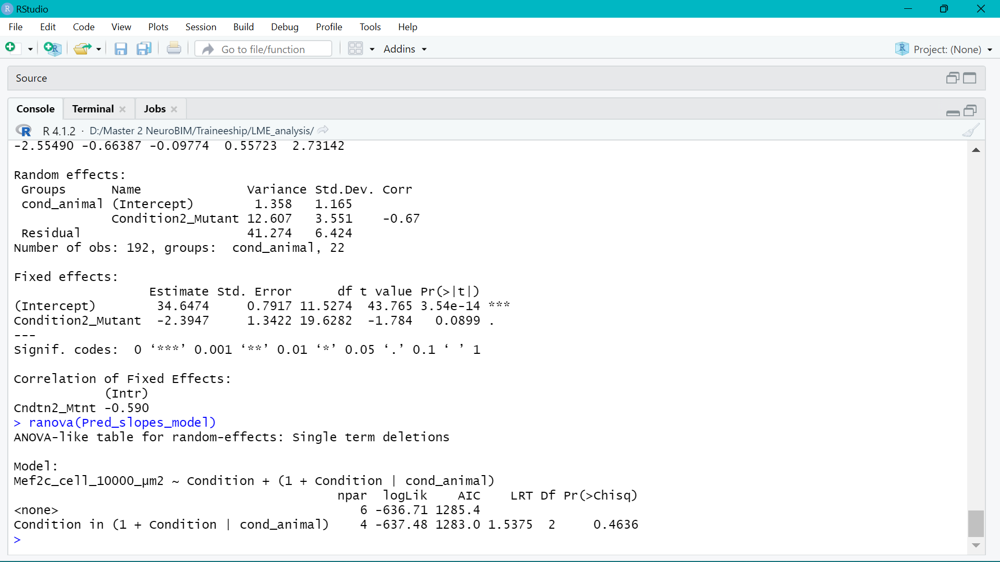 RStudio
File Edit Code View Plots Session Build Debug Profile Tools Help
Go to file/function Addins Project: (None)
Source
Console Terminal Jobs
R 4.1.2 · D:/Master 2 NeuroBIM/Traineeship/LME_analysis/
-2.55490 -0.66387 -0.09774  0.55723  2.73142
Random effects:
 Groups      Name              Variance Std.Dev. Corr
 cond_animal (Intercept)        1.358   1.165
             Condition2_Mutant 12.607   3.551    -0.67
 Residual                      41.274   6.424
Number of obs: 192, groups:  cond_animal, 22
Fixed effects:
                  Estimate Std. Error      df t value Pr(>|t|)
(Intercept)        34.6474     0.7917 11.5274  43.765 3.54e-14 ***
Condition2_Mutant  -2.3947     1.3422 19.6282  -1.784   0.0899 .
---
Signif. codes:  0 ‘***’ 0.001 ‘**’ 0.01 ‘*’ 0.05 ‘.’ 0.1 ‘ ’ 1
Correlation of Fixed Effects:
            (Intr)
Cndtn2_Mtnt -0.590
> ranova(Pred_slopes_model)
ANOVA-like table for random-effects: Single term deletions
Model:
Mef2c_cell_10000_µm2 ~ Condition + (1 + Condition | cond_animal)
                                           npar  logLik    AIC    LRT Df Pr(>Chisq)
<none>                                        6 -636.71 1285.4
Condition in (1 + Condition | cond_animal)    4 -637.48 1283.0 1.5375  2     0.4636
>